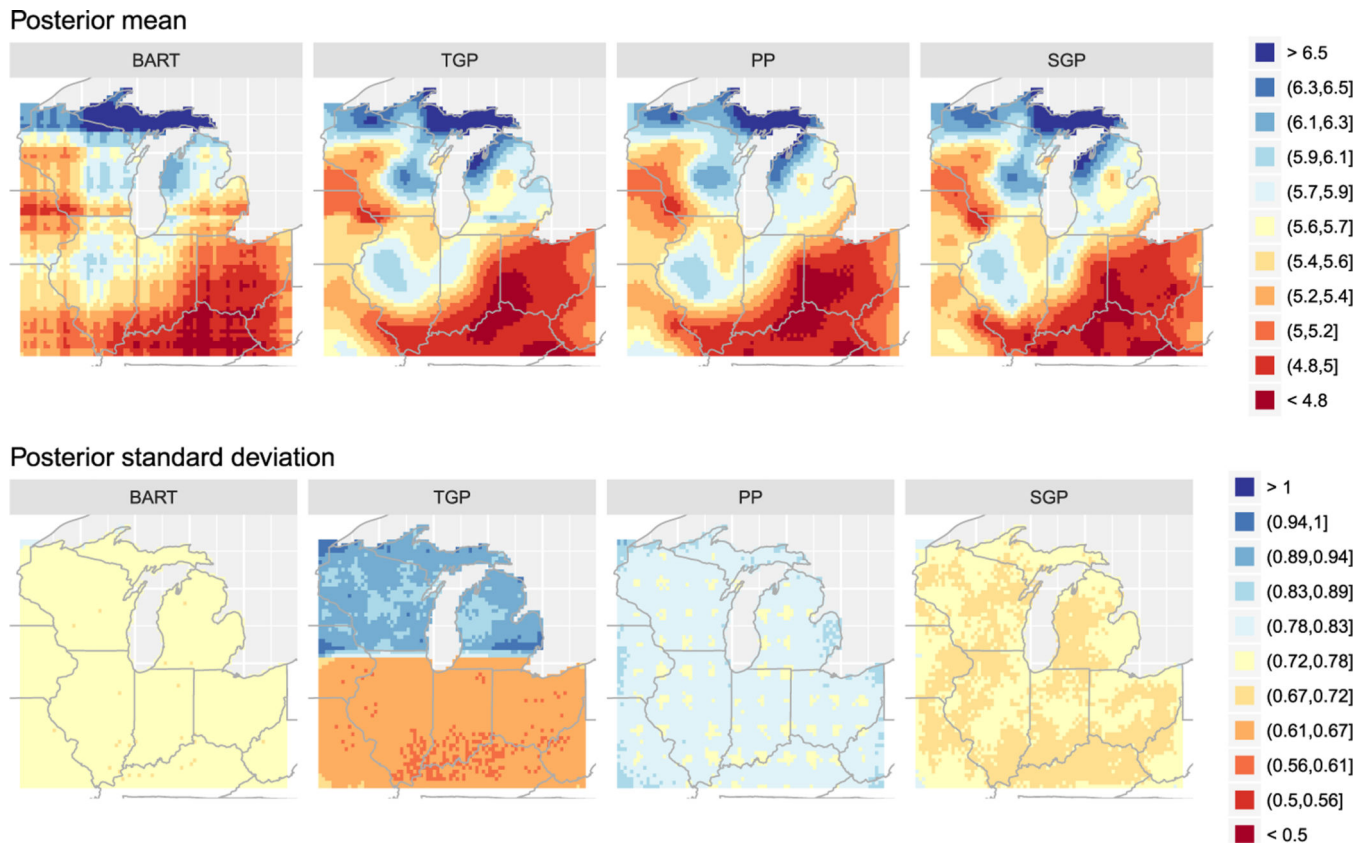 Posterior mean
BART
TGP
PP
SGP
> 6.5
(6.3,6.5]
(6.1,6.3]
(5.9,6.1]
(5.7,5.9]
(5.6,5.7]
(5.4,5.6]
(5.2,5.4]
(5,5.2]
(4.8,5]
< 4.8
Posterior standard deviation
BART
TGP
PP
SGP
> 1
(0.94,1]
(0.89,0.94]
(0.83,0.89]
(0.78,0.83]
(0.72,0.78]
(0.67,0.72]
(0.61,0.67]
(0.56,0.61]
(0.5,0.56]
< 0.5